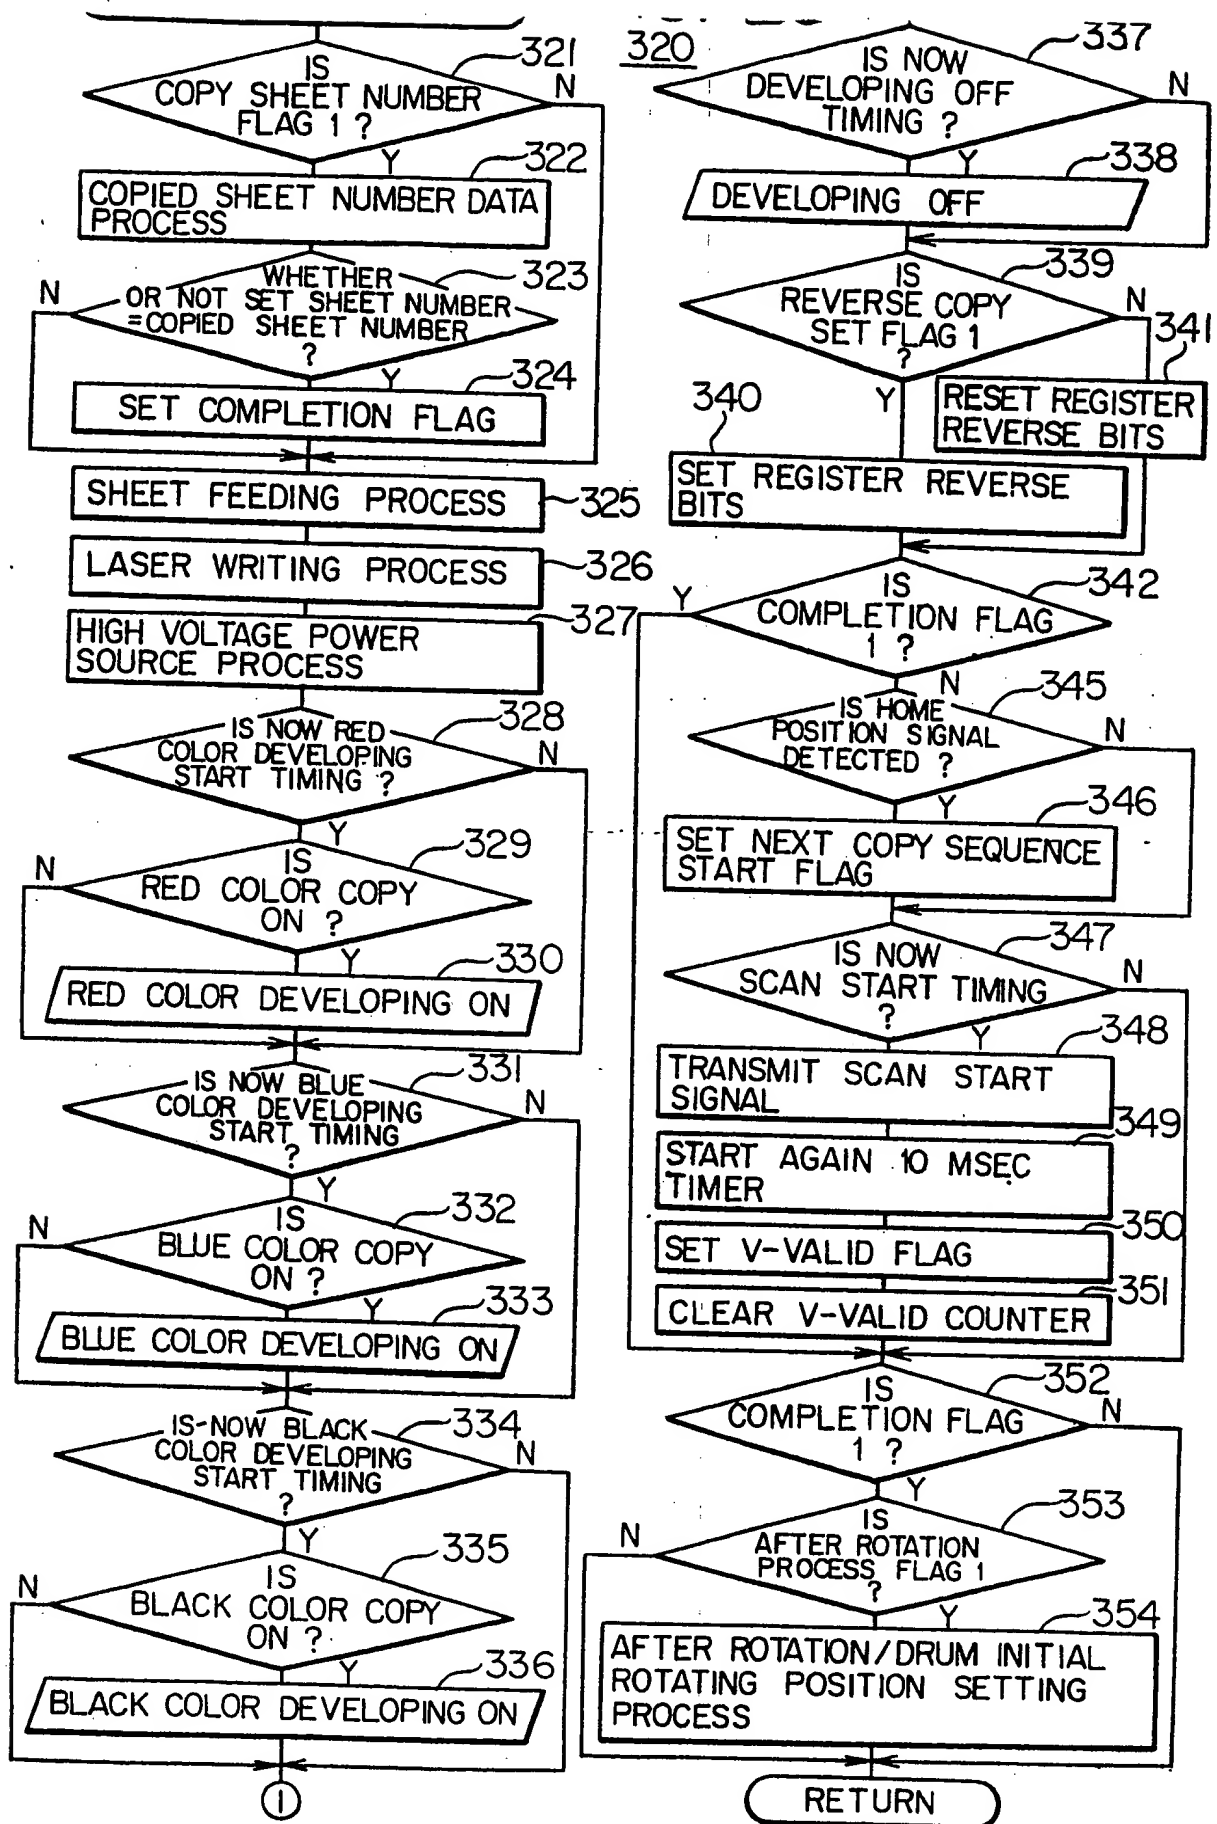 321
IS
COPY SHEET NUMBER
FLAG 1 ?
N
Y
322
COPIED SHEET NUMBER DATA
PROCESS
323
WHETHER
OR NOT SET SHEET NUMBER
=COPIED SHEET NUMBER
?
N
Y
324
SET COMPLETION FLAG
SHEET FEEDING PROCESS
325
LASER WRITING PROCESS
326
327
HIGH VOLTAGE POWER
SOURCE PROCESS
328
IS NOW RED
COLOR DEVELOPING
START TIMING ?
N
Y
329
IS
RED COLOR COPY
ON ?
N
Y
330
RED COLOR DEVELOPING ON
331
IS NOW BLUE
COLOR DEVELOPING
START TIMING
?
N
Y
332
IS
BLUE COLOR COPY
ON ?
N
Y
333
BLUE COLOR DEVELOPING ON
334
IS NOW BLACK
COLOR DEVELOPING
START TIMING
?
N
Y
335
IS
BLACK COLOR COPY
ON ?
N
Y
336
BLACK COLOR DEVELOPING ON
1
320
337
IS NOW
DEVELOPING OFF
TIMING ?
N
Y
338
DEVELOPING OFF
339
IS
REVERSE COPY
SET FLAG 1
?
N
Y
341
RESET REGISTER
REVERSE BITS
340
SET REGISTER REVERSE
BITS
342
IS
COMPLETION FLAG
1 ?
Y
N
345
IS HOME
POSITION SIGNAL
DETECTED ?
N
Y
346
SET NEXT COPY SEQUENCE
START FLAG
347
IS NOW
SCAN START TIMING
?
N
Y
348
TRANSMIT SCAN START
SIGNAL
349
START AGAIN 10 MSEC
TIMER
350
SET V-VALID FLAG
351
CLEAR V-VALID COUNTER
352
IS
COMPLETION FLAG
1 ?
N
Y
353
IS
AFTER ROTATION
PROCESS FLAG 1
?
N
Y
354
AFTER ROTATION/DRUM INITIAL
ROTATING POSITION SETTING
PROCESS
RETURN